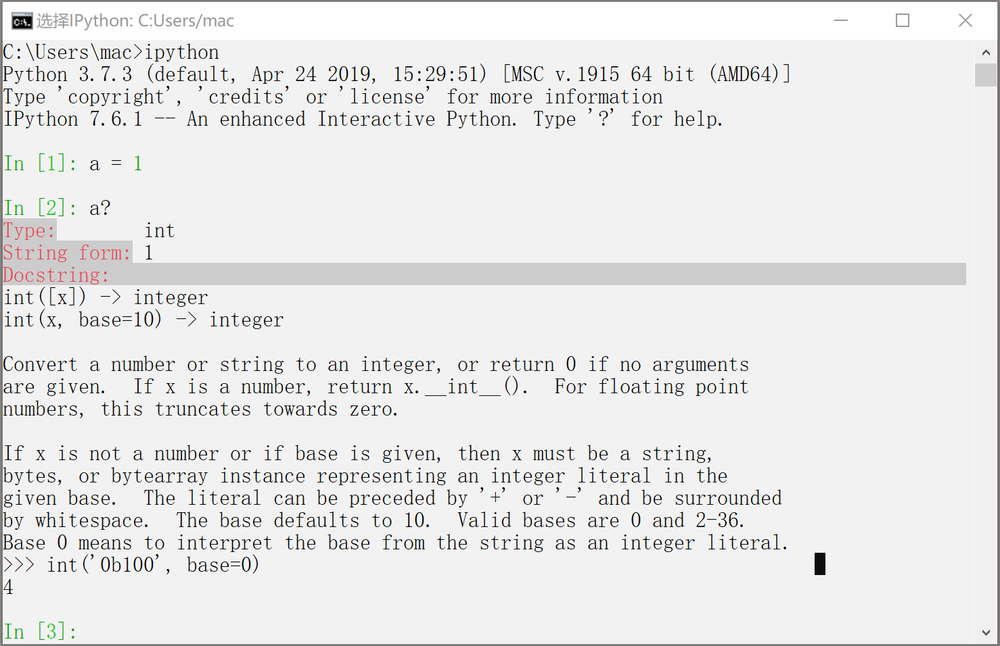 选择IPython: C:Users/mac
C:\Users\mac>ipython
Python 3.7.3 (default, Apr 24 2019, 15:29:51) [MSC v.1915 64 bit (AMD64)]
Type 'copyright', 'credits' or 'license' for more information
IPython 7.6.1 -- An enhanced Interactive Python. Type '?' for help.
In [1]: a = 1
In [2]: a?
Type:        int
String form: 1
Docstring:
int([x]) -> integer
int(x, base=10) -> integer
Convert a number or string to an integer, or return 0 if no arguments
are given.  If x is a number, return x.__int__().  For floating point
numbers, this truncates towards zero.
If x is not a number or if base is given, then x must be a string,
bytes, or bytearray instance representing an integer literal in the
given base.  The literal can be preceded by '+' or '-' and be surrounded
by whitespace.  The base defaults to 10.  Valid bases are 0 and 2-36.
Base 0 means to interpret the base from the string as an integer literal.
>>> int('0b100', base=0)
4
In [3]: